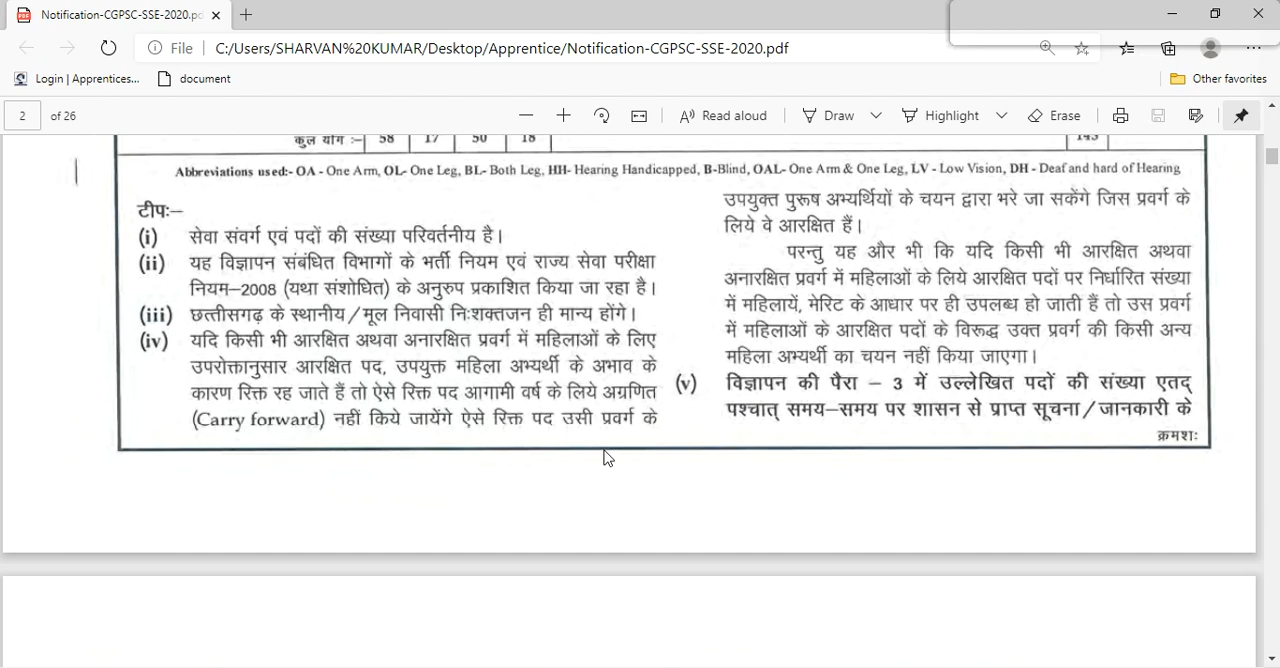 Notification-CGPSC-SSE-2020.pd
File C:/Users/SHARVAN%20KUMAR/Desktop/Apprentice/Notification-CGPSC-SSE-2020.pdf
Login | Apprentices... document Other favorites
2 of 26 Read aloud Draw Highlight Erase
कुल योग :- 58 17 50 18 143
Abbreviations used:- OA - One Arm, OL- One Leg, BL- Both Leg, HH- Hearing Handicapped, B-Blind, OAL- One Arm & One Leg, LV - Low Vision, DH - Deaf and hard of Hearing
टीपः–
(i) सेवा संवर्ग एवं पदों की संख्या परिवर्तनीय है।
(ii) यह विज्ञापन संबंधित विभागों के भर्ती नियम एवं राज्य सेवा परीक्षा
नियम–2008 (यथा संशोधित) के अनुरुप प्रकाशित किया जा रहा है।
(iii) छत्तीसगढ़ के स्थानीय/मूल निवासी निःशक्तजन ही मान्य होंगे।
(iv) यदि किसी भी आरक्षित अथवा अनारक्षित प्रवर्ग में महिलाओं के लिए
उपरोक्तानुसार आरक्षित पद, उपयुक्त महिला अभ्यर्थी के अभाव के
कारण रिक्त रह जाते हैं तो ऐसे रिक्त पद आगामी वर्ष के लिये अग्रणित
(Carry forward) नहीं किये जायेंगे ऐसे रिक्त पद उसी प्रवर्ग के
उपयुक्त पुरूष अभ्यर्थियों के चयन द्वारा भरे जा सकेंगे जिस प्रवर्ग के
लिये वे आरक्षित हैं।
परन्तु यह और भी कि यदि किसी भी आरक्षित अथवा
अनारक्षित प्रवर्ग में महिलाओं के लिये आरक्षित पदों पर निर्धारित संख्या
में महिलायें, मेरिट के आधार पर ही उपलब्ध हो जाती हैं तो उस प्रवर्ग
में महिलाओं के आरक्षित पदों के विरूद्ध उक्त प्रवर्ग की किसी अन्य
महिला अभ्यर्थी का चयन नहीं किया जाएगा।
(v) विज्ञापन की पैरा – 3 में उल्लेखित पदों की संख्या एतद्
पश्चात् समय–समय पर शासन से प्राप्त सूचना/जानकारी के
क्रमशः